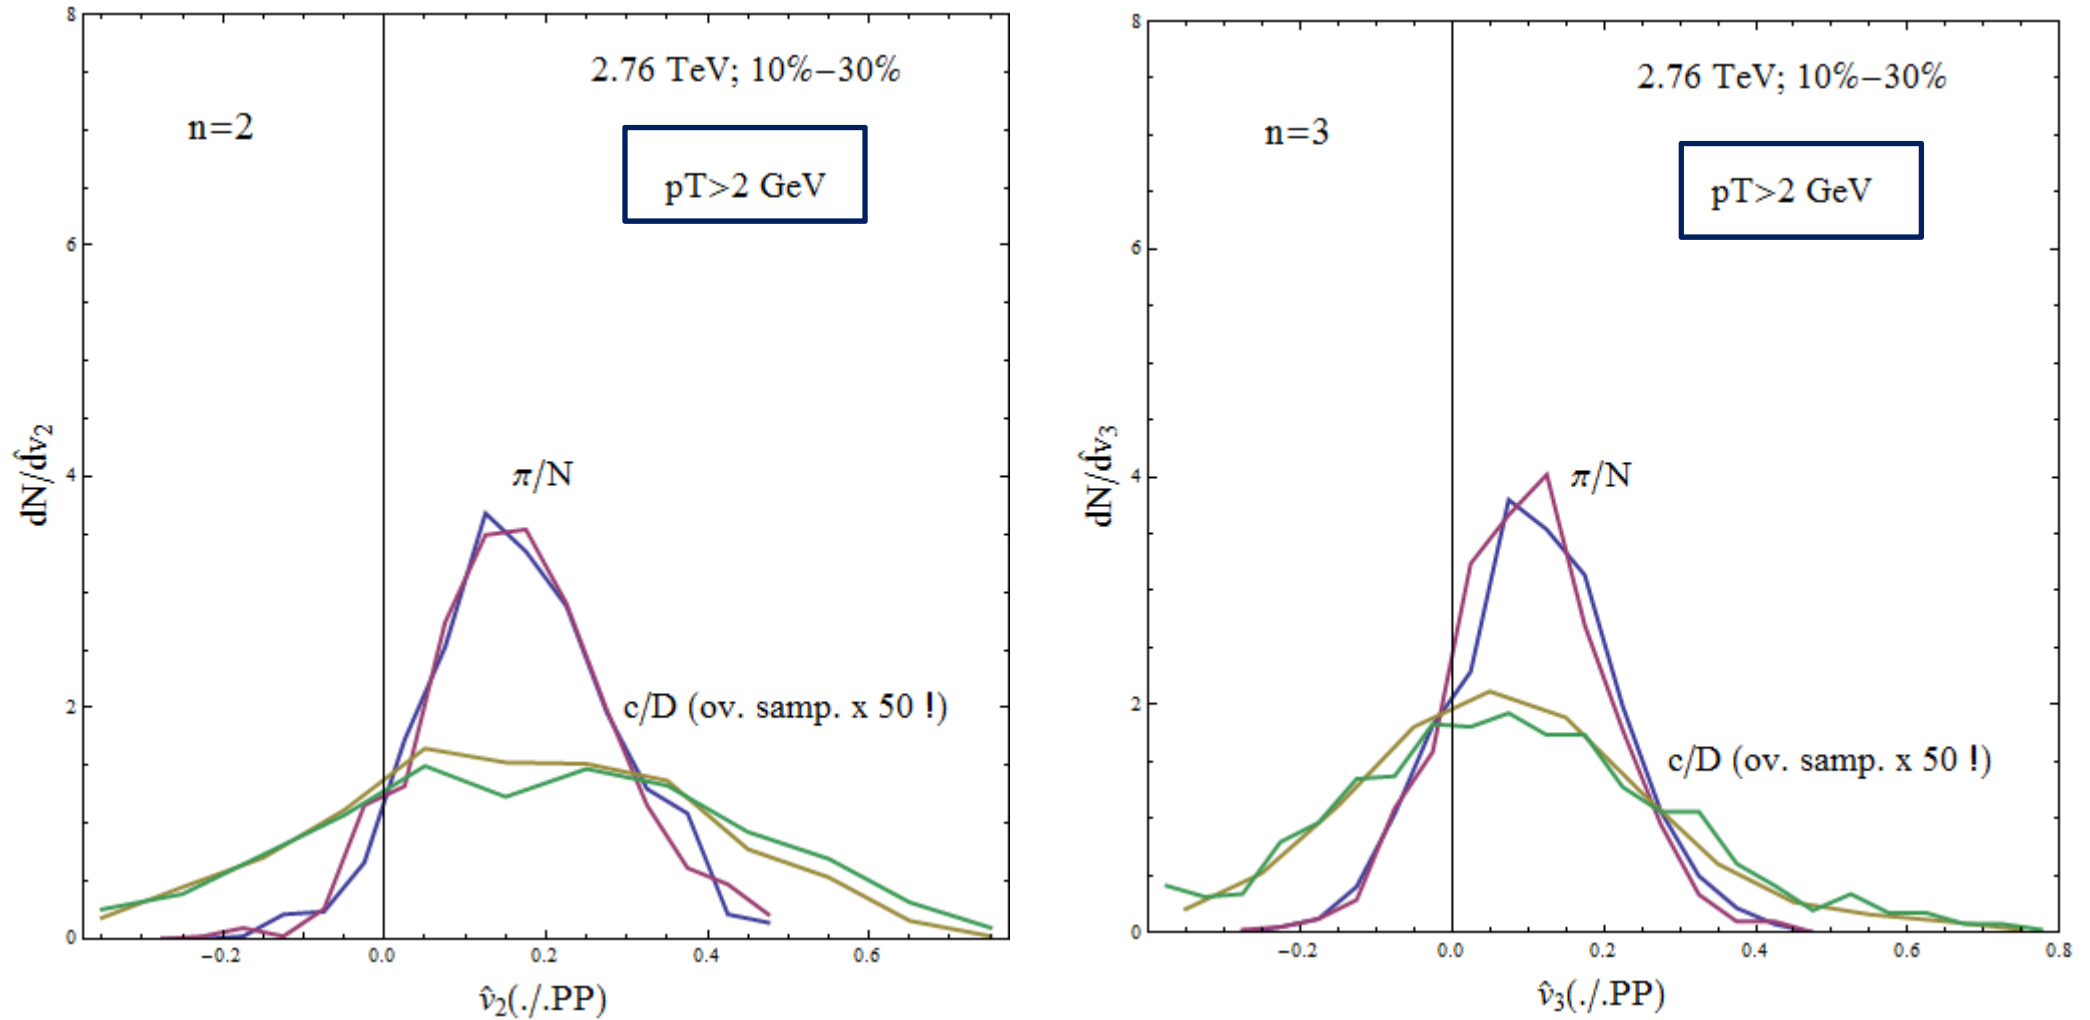 2.76 TeV; 10%−30%
n=2
pT>2 GeV
π/N
c/D (ov. samp. x 50 !)
dN/dv̂₂
8
6
4
2
0
−0.2
0.0
0.2
0.4
0.6
v̂₂(./.PP)
2.76 TeV; 10%−30%
n=3
pT>2 GeV
π/N
c/D (ov. samp. x 50 !)
dN/dv̂₃
8
6
4
2
0
−0.2
0.0
0.2
0.4
0.6
0.8
v̂₃(./.PP)